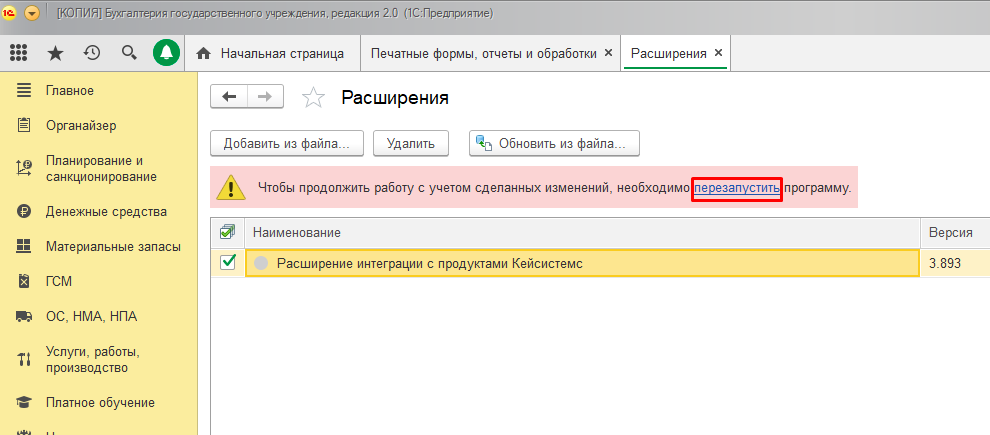 1С [КОПИЯ] Бухгалтерия государственного учреждения, редакция 2.0 (1С:Предприятие)
Начальная страница Печатные формы, отчеты и обработки × Расширения ×
Главное
Органайзер
Планирование и
санкционирование
Денежные средства
Материальные запасы
ГСМ
ОС, НМА, НПА
Услуги, работы,
производство
Платное обучение
Расширения
Добавить из файла... Удалить Обновить из файла...
Чтобы продолжить работу с учетом сделанных изменений, необходимо перезапустить программу.
Наименование Версия
Расширение интеграции с продуктами Кейсистемс 3.893